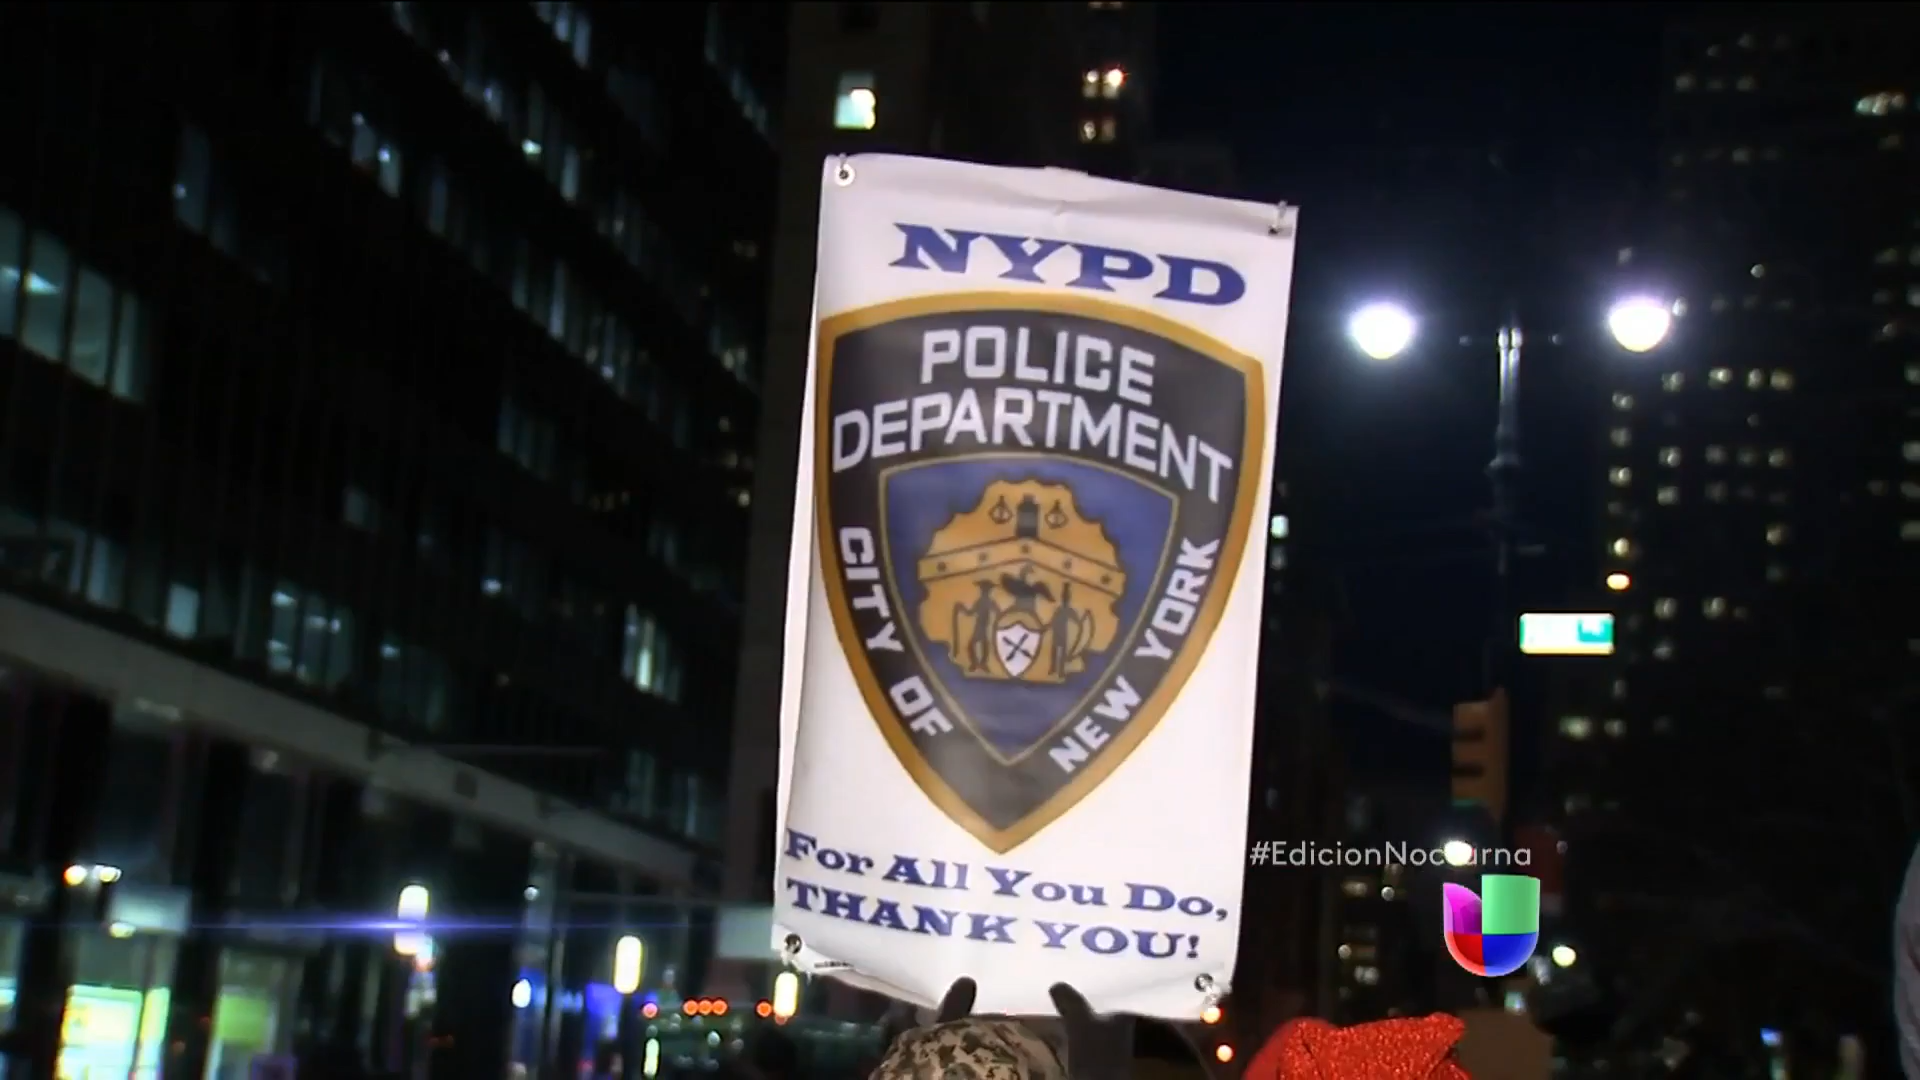 NYPD
POLICE
DEPARTMENT
CITY OF
NEW YORK
For All You Do,
THANK YOU!
#EdicionNocturna